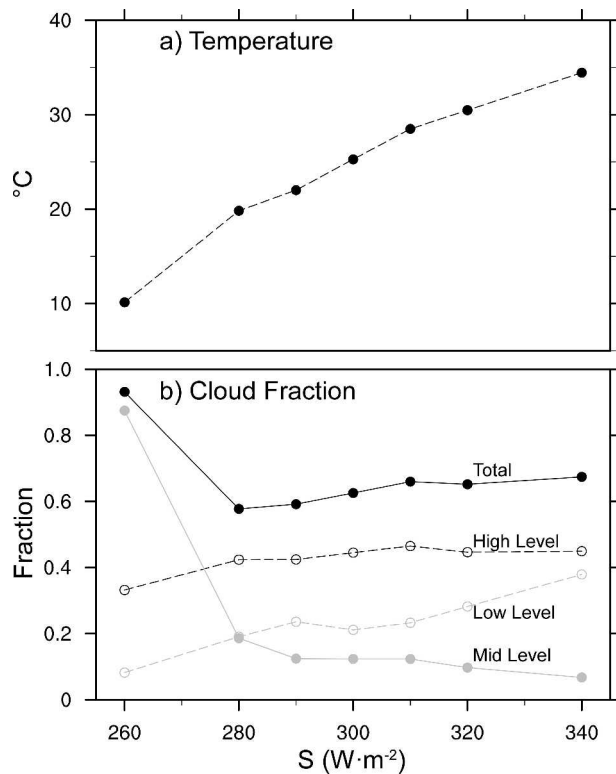 40
a) Temperature
30
°C
20
10
1.0
b) Cloud Fraction
0.8
Total
0.6
High Level
Fraction
0.4
Low Level
0.2
Mid Level
0
260 280 300 320 340
S (W·m⁻²)